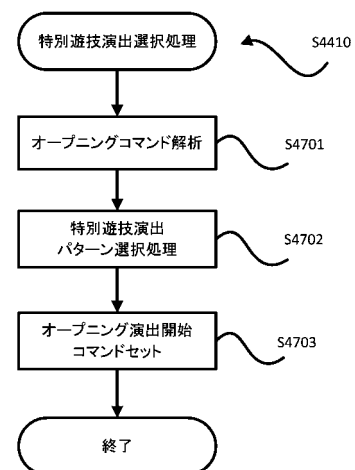 特別遊技演出選択処理
S4410
オープニングコマンド解析
S4701
特別遊技演出
パターン選択処理
S4702
オープニング演出開始
コマンドセット
S4703
終了